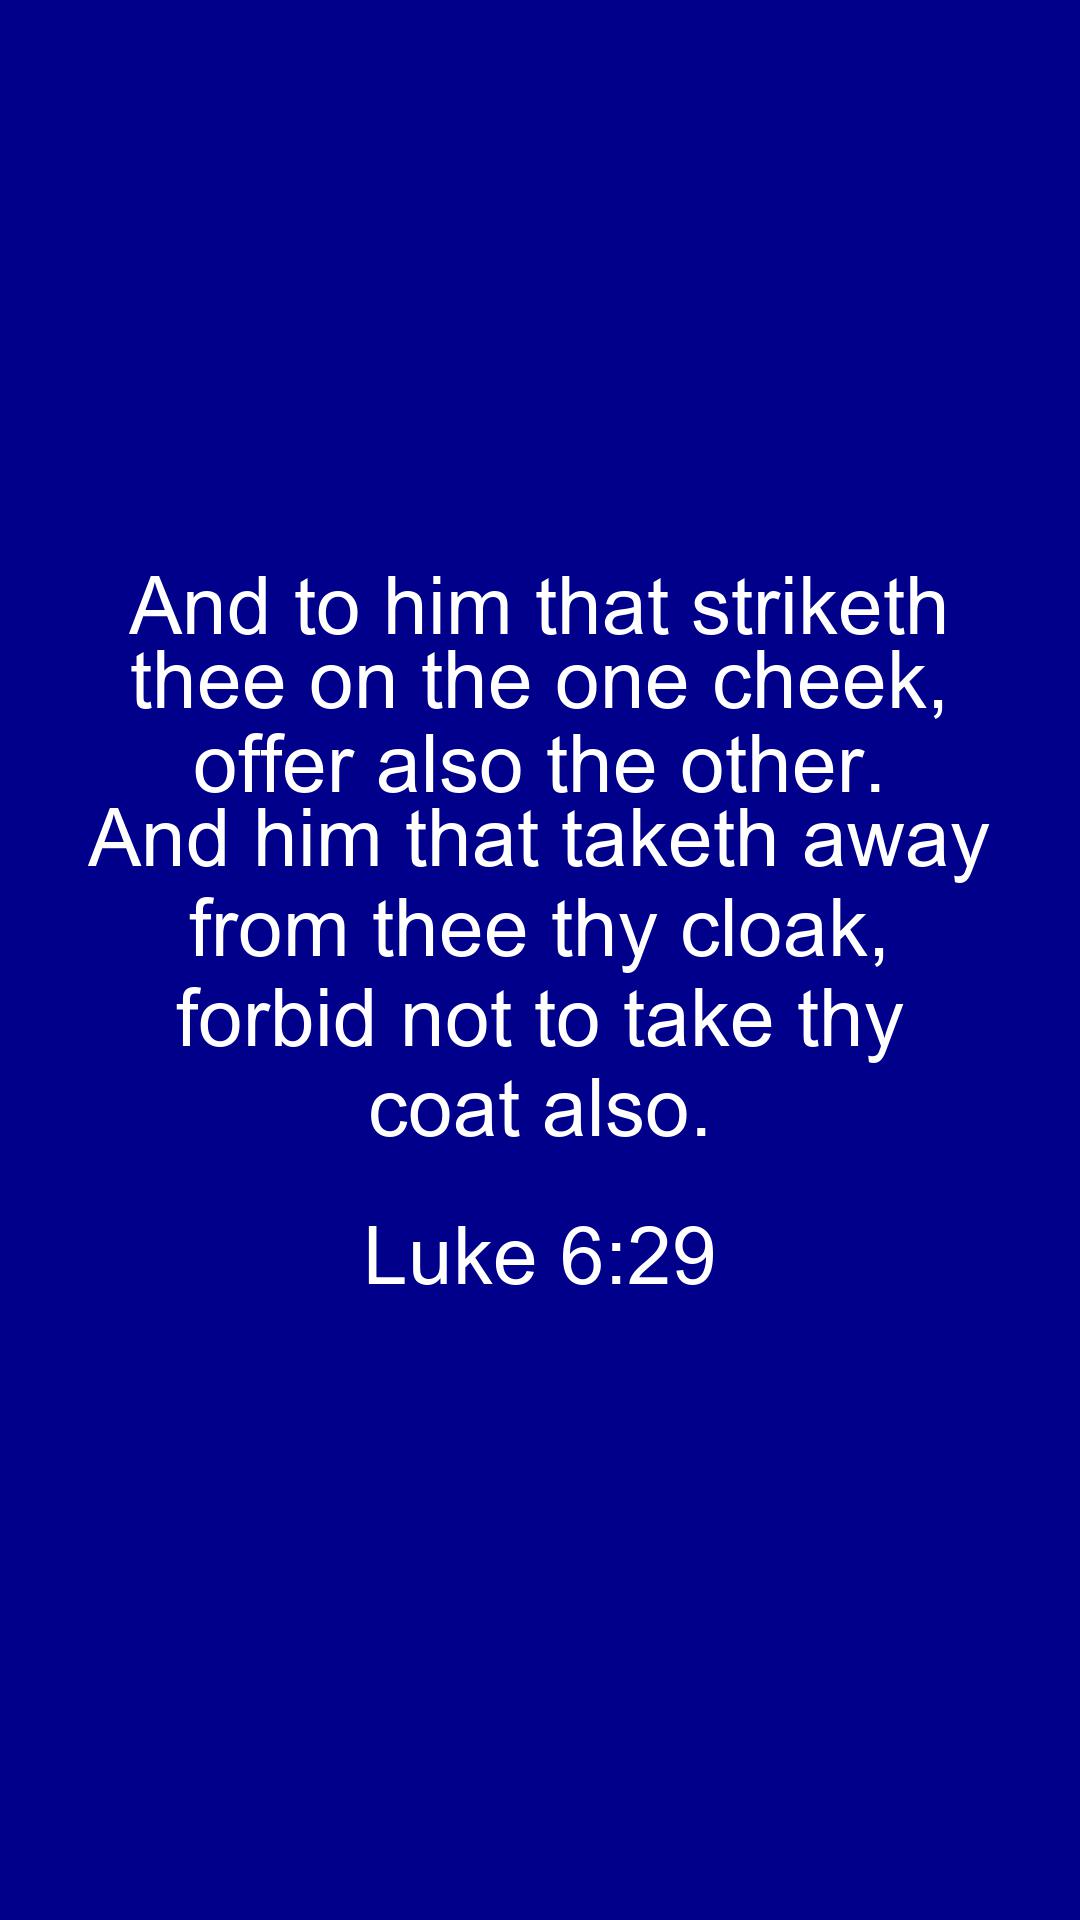 And to him that striketh
thee on the one cheek,
offer also the other.
And him that taketh away
from thee thy cloak,
forbid not to take thy
coat also.
Luke 6:29